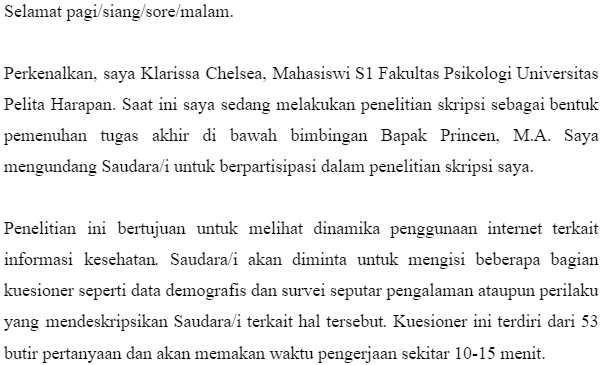 Selamat pagi/siang/sore/malam.
Perkenalkan, saya Klarissa Chelsea, Mahasiswi S1 Fakultas Psikologi Universitas
Pelita Harapan. Saat ini saya sedang melakukan penelitian skripsi sebagai bentuk
pemenuhan tugas akhir di bawah bimbingan Bapak Princen, M.A. Saya
mengundang Saudara/i untuk berpartisipasi dalam penelitian skripsi saya.
Penelitian ini bertujuan untuk melihat dinamika penggunaan internet terkait
informasi kesehatan. Saudara/i akan diminta untuk mengisi beberapa bagian
kuesioner seperti data demografis dan survei seputar pengalaman ataupun perilaku
yang mendeskripsikan Saudara/i terkait hal tersebut. Kuesioner ini terdiri dari 53
butir pertanyaan dan akan memakan waktu pengerjaan sekitar 10-15 menit.